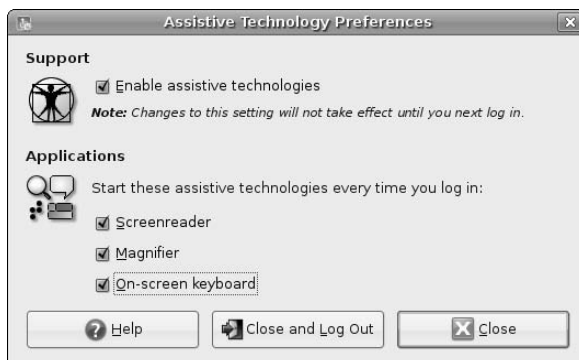 Assistive Technology Preferences
Support
Enable assistive technologies
Note: Changes to this setting will not take effect until you next log in.
Applications
Start these assistive technologies every time you log in:
Screenreader
Magnifier
On-screen keyboard
Help
Close and Log Out
Close